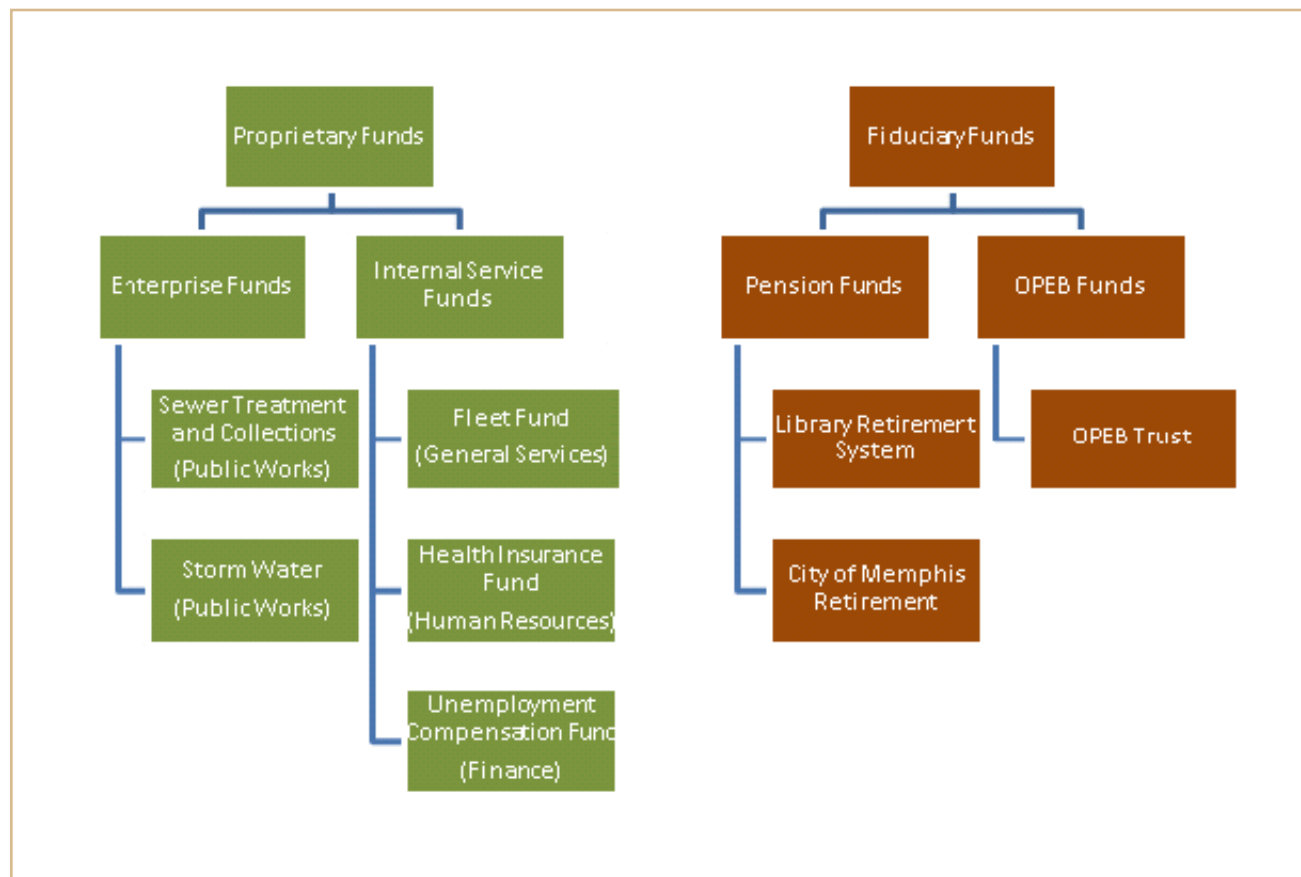 Proprietary Funds
Enterprise Funds
Internal Service
Funds
Sewer Treatment
and Collections
(Public Works)
Storm Water
(Public Works)
Fleet Fund
(General Services)
Health Insurance
Fund
(Human Resources)
Unemployment
Compensation Fund
(Finance)
Fiduciary Funds
Pension Funds
OPEB Funds
Library Retirement
System
City of Memphis
Retirement
OPEB Trust